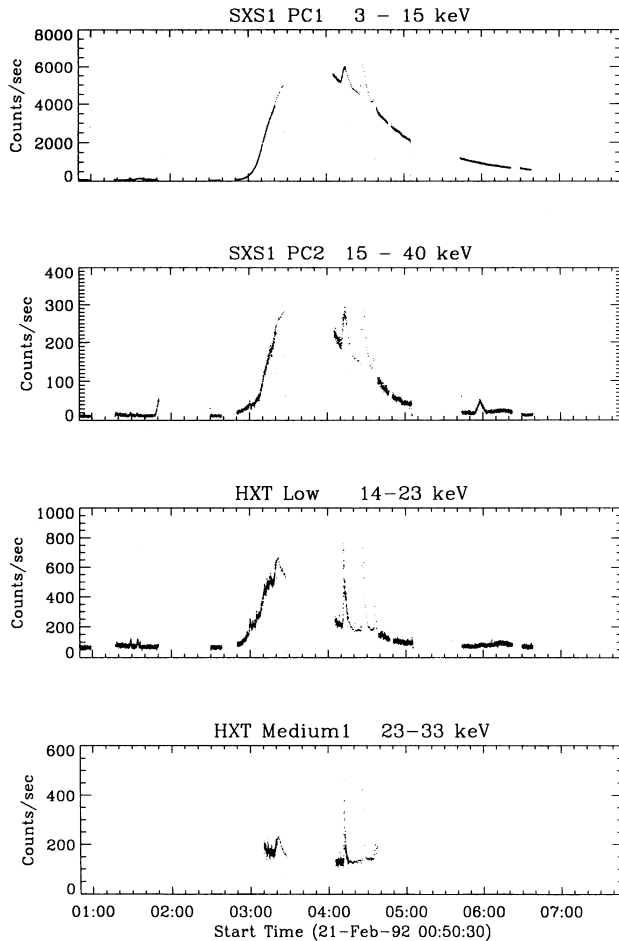 SXS1 PC1 3 – 15 keV
8000
6000
4000
2000
0
Counts/sec
SXS1 PC2 15 – 40 keV
400
300
200
100
0
Counts/sec
HXT Low 14–23 keV
1000
800
600
400
200
0
Counts/sec
HXT Medium1 23–33 keV
600
400
200
0
Counts/sec
01:00 02:00 03:00 04:00 05:00 06:00 07:00
Start Time (21-Feb-92 00:50:30)